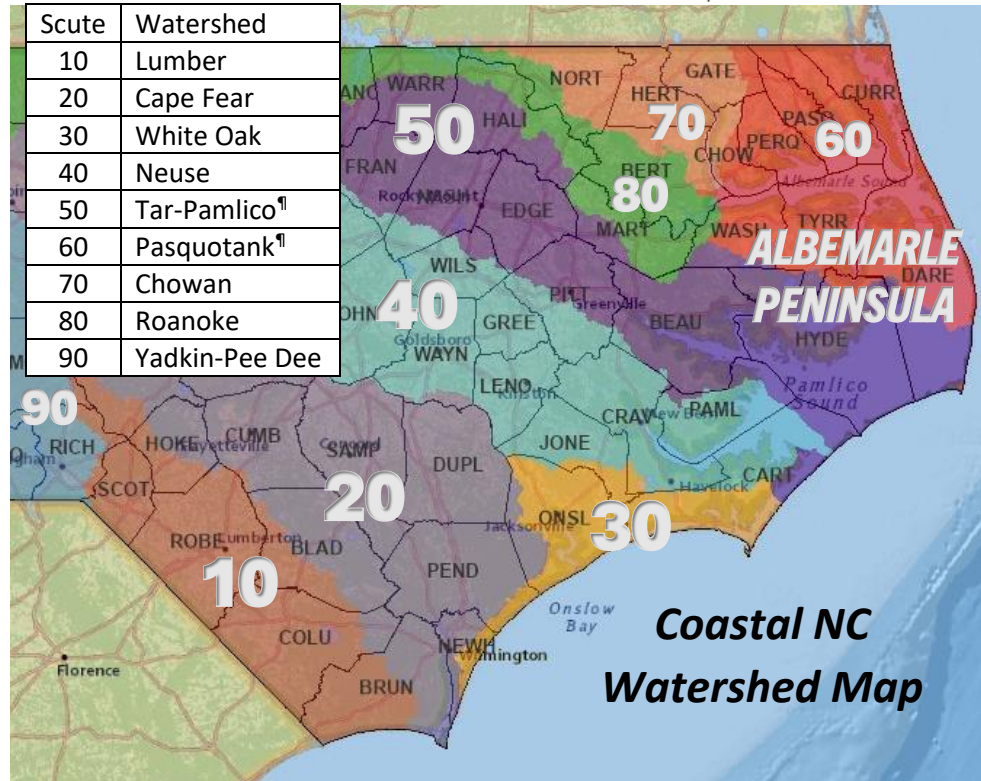 Scute Watershed
10 Lumber
20 Cape Fear
30 White Oak
40 Neuse
50 Tar-Pamlico¶
60 Pasquotank¶
70 Chowan
80 Roanoke
90 Yadkin-Pee Dee
WARR
NORT
GATE
HERT
CURR
50
HALI
70
PASQ
PERQ
60
CHOW
FRAN
BERT
80
Albemarle Sound
EDGE
MART
WASH
TYRR
ALBEMARLE
PENINSULA
DARE
WILS
40
PITT
Greenville
GREE
BEAU
HYDE
Goldsboro
WAYN
LENO
Kinston
Pamlico
Sound
90
CRAV
New Bern
PAML
RICH
HOKE
Fayetteville
CUMB
SAMP
JONE
DUPL
CART
Havelock
SCOT
20
ONSL
Jacksonville
30
ROBE
Lumberton
BLAD
10
PEND
Onslow
Bay
COLU
NEWH
Wilmington
Florence
BRUN
Coastal NC
Watershed Map